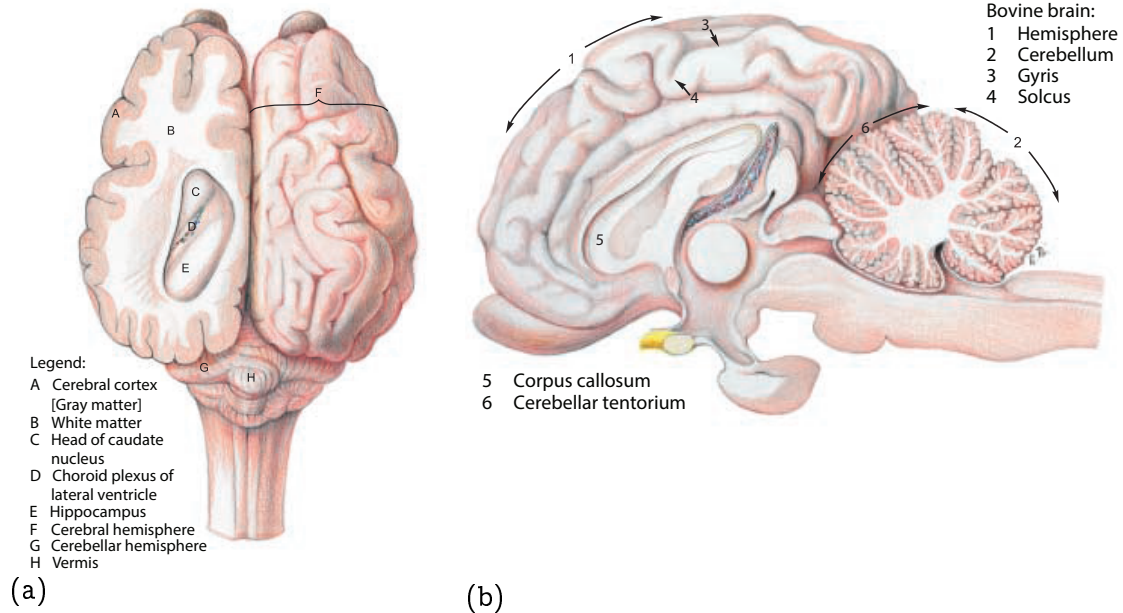 A
B
C
D
E
F
G
H
Legend:
A Cerebral cortex
[Gray matter]
B White matter
C Head of caudate
nucleus
D Choroid plexus of
lateral ventricle
E Hippocampus
F Cerebral hemisphere
G Cerebellar hemisphere
H Vermis
(a)
Bovine brain:
1 Hemisphere
2 Cerebellum
3 Gyris
4 Solcus
1
3
4
6
2
5
5 Corpus callosum
6 Cerebellar tentorium
(b)